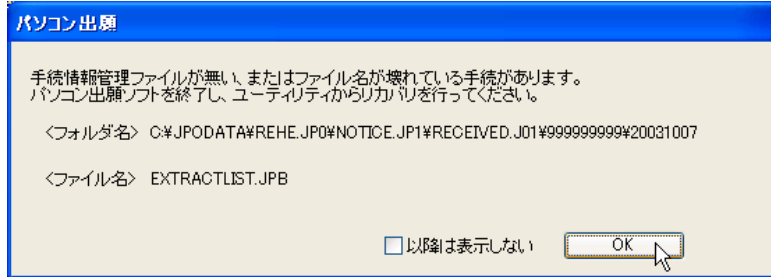 パソコン出願
手続情報管理ファイルが無い、またはファイル名が壊れている手続があります。
パソコン出願ソフトを終了し、ユーティリティからリカバリを行ってください。
<フォルダ名> C:¥JPODATA¥REHE.JP0¥NOTICE.JP1¥RECEIVED.J01¥999999999¥20031007
<ファイル名> EXTRACTLIST.JPB
以降は表示しない
OK